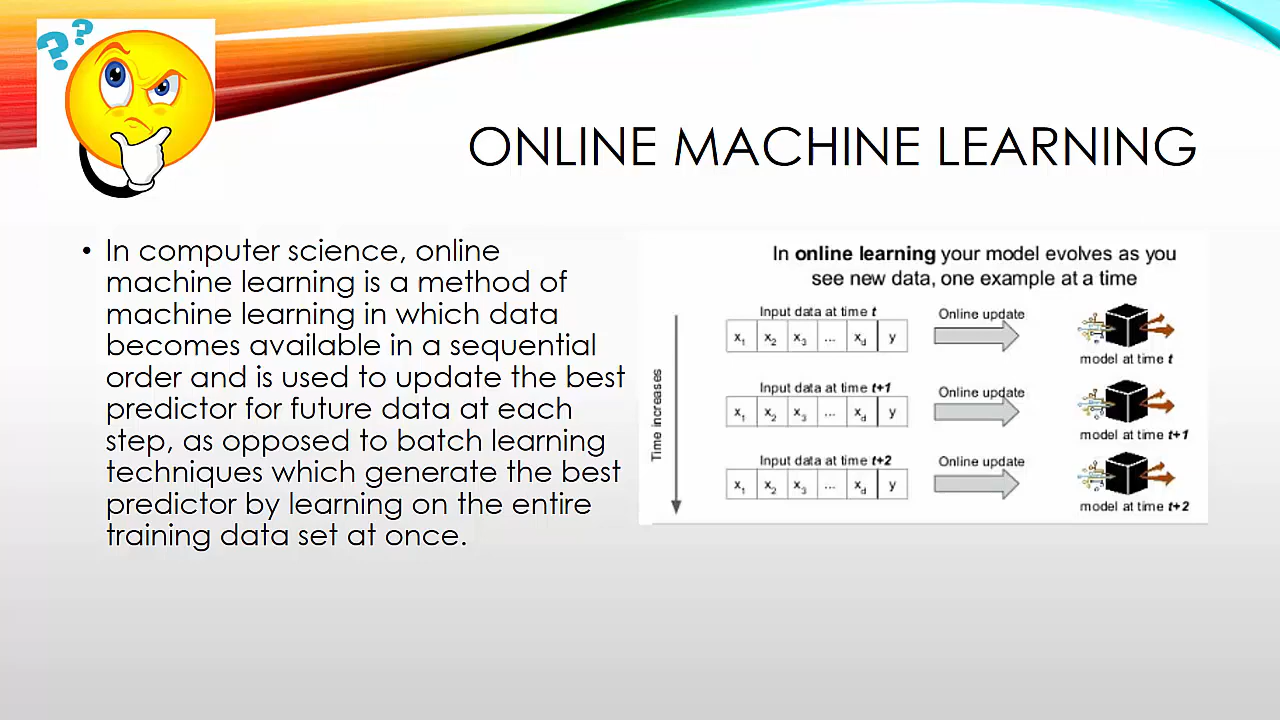 ? ?
ONLINE MACHINE LEARNING
• In computer science, online
machine learning is a method of
machine learning in which data
becomes available in a sequential
order and is used to update the best
predictor for future data at each
step, as opposed to batch learning
techniques which generate the best
predictor by learning on the entire
training data set at once.
In online learning your model evolves as you
see new data, one example at a time
Time increases
Input data at time t
x1 x2 x3 ... xd y
Online update
model at time t
Input data at time t+1
x1 x2 x3 ... xd y
Online update
model at time t+1
Input data at time t+2
x1 x2 x3 ... xd y
Online update
model at time t+2